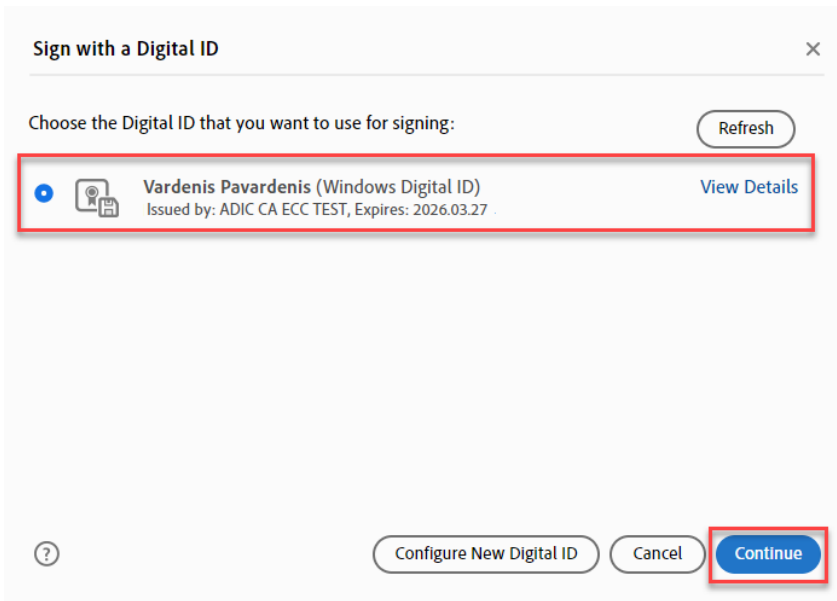 Sign with a Digital ID
Choose the Digital ID that you want to use for signing:
Refresh
Vardenis Pavardenis (Windows Digital ID)
View Details
Issued by: ADIC CA ECC TEST, Expires: 2026.03.27
?
Configure New Digital ID
Cancel
Continue